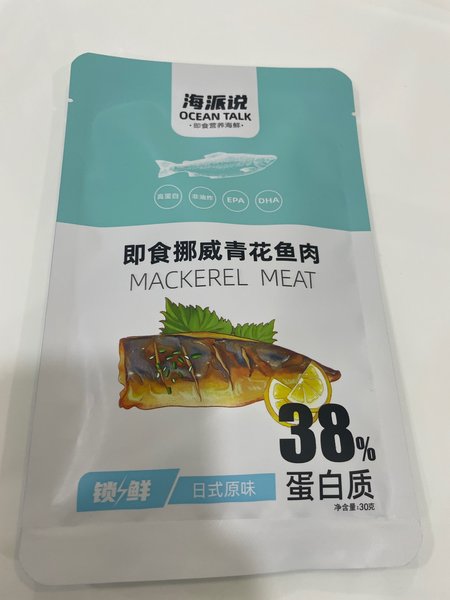 海派说
OCEAN TALK
·即食营养海鲜·
高蛋白 非油炸 EPA DHA
即食挪威青花鱼肉
MACKEREL MEAT
38%
蛋白质
锁鲜 日式原味
净含量:30克